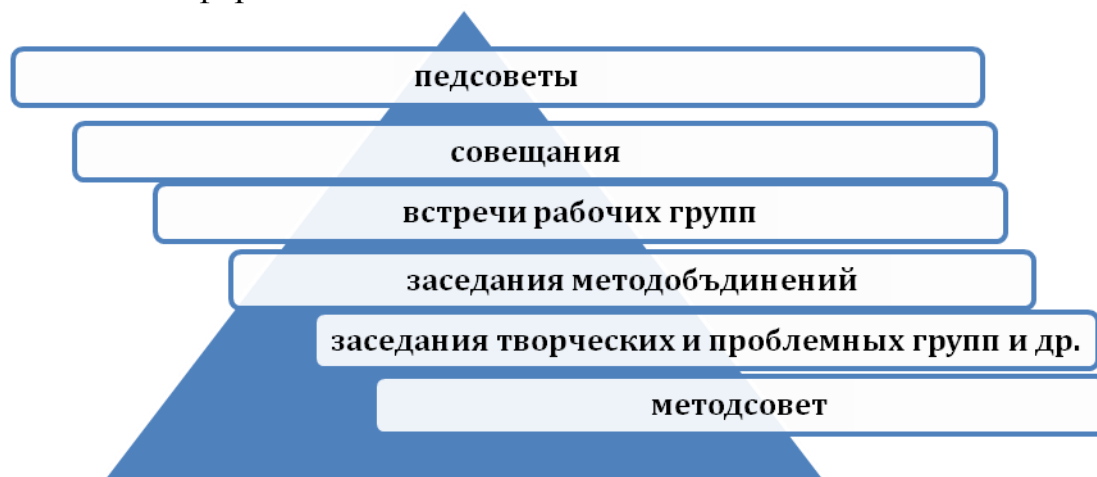 педсоветы
совещания
встречи рабочих групп
заседания методобъдинений
заседания творческих и проблемных групп и др.
методсовет